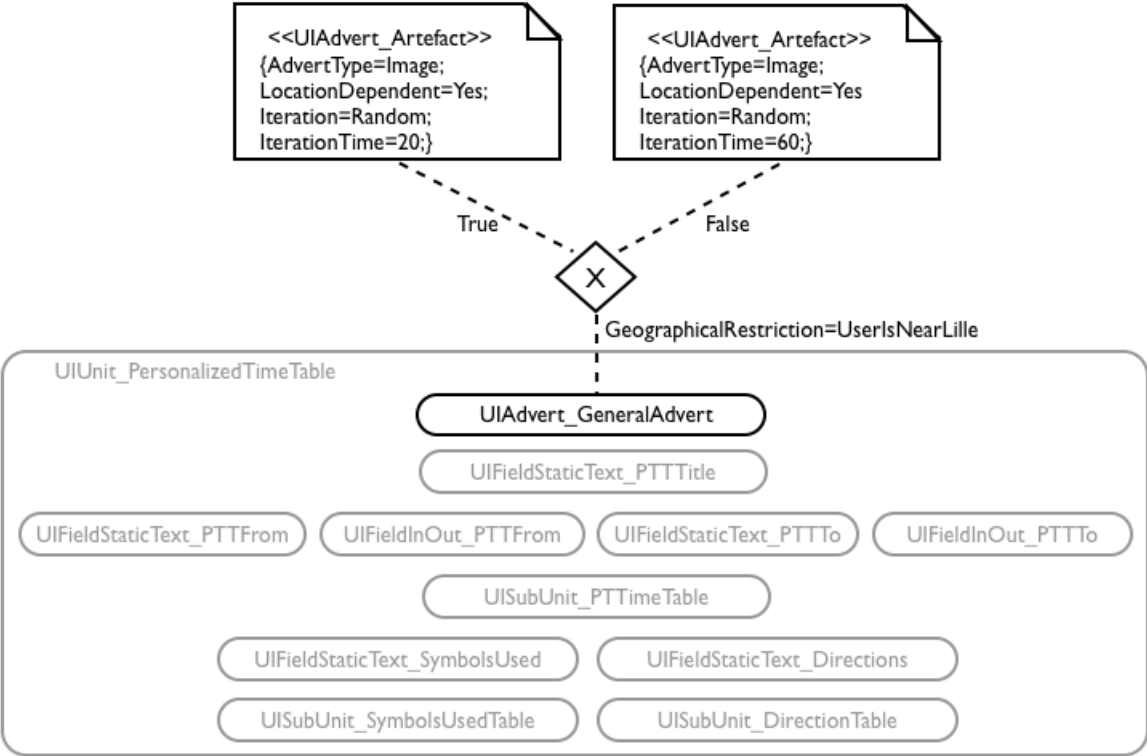 <<UIAdvert_Artefact>>
{AdvertType=Image;
LocationDependent=Yes;
Iteration=Random;
IterationTime=20;}
<<UIAdvert_Artefact>>
{AdvertType=Image;
LocationDependent=Yes
Iteration=Random;
IterationTime=60;}
True
False
X
GeographicalRestriction=UserIsNearLille
UIUnit_PersonalizedTimeTable
UIAdvert_GeneralAdvert
UIFieldStaticText_PTTTitle
UIFieldStaticText_PTTFrom
UIFieldInOut_PTTFrom
UIFieldStaticText_PTTTo
UIFieldInOut_PTTTo
UISubUnit_PTTimeTable
UIFieldStaticText_SymbolsUsed
UIFieldStaticText_Directions
UISubUnit_SymbolsUsedTable
UISubUnit_DirectionTable